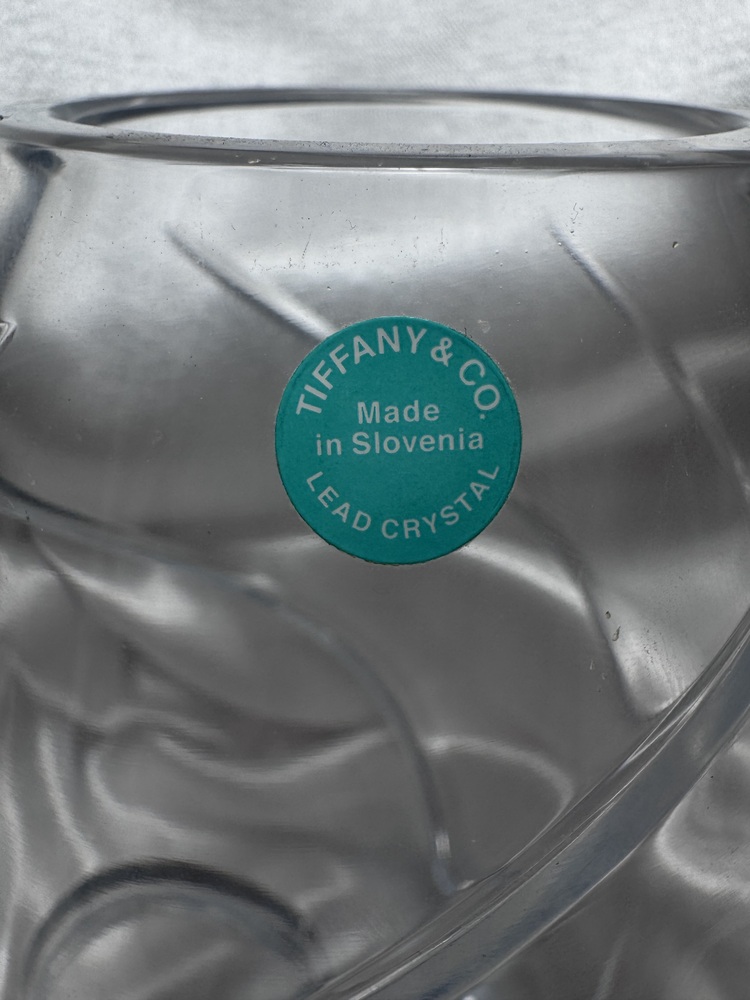 TIFFANY & CO.
Made
in Slovenia
LEAD CRYSTAL